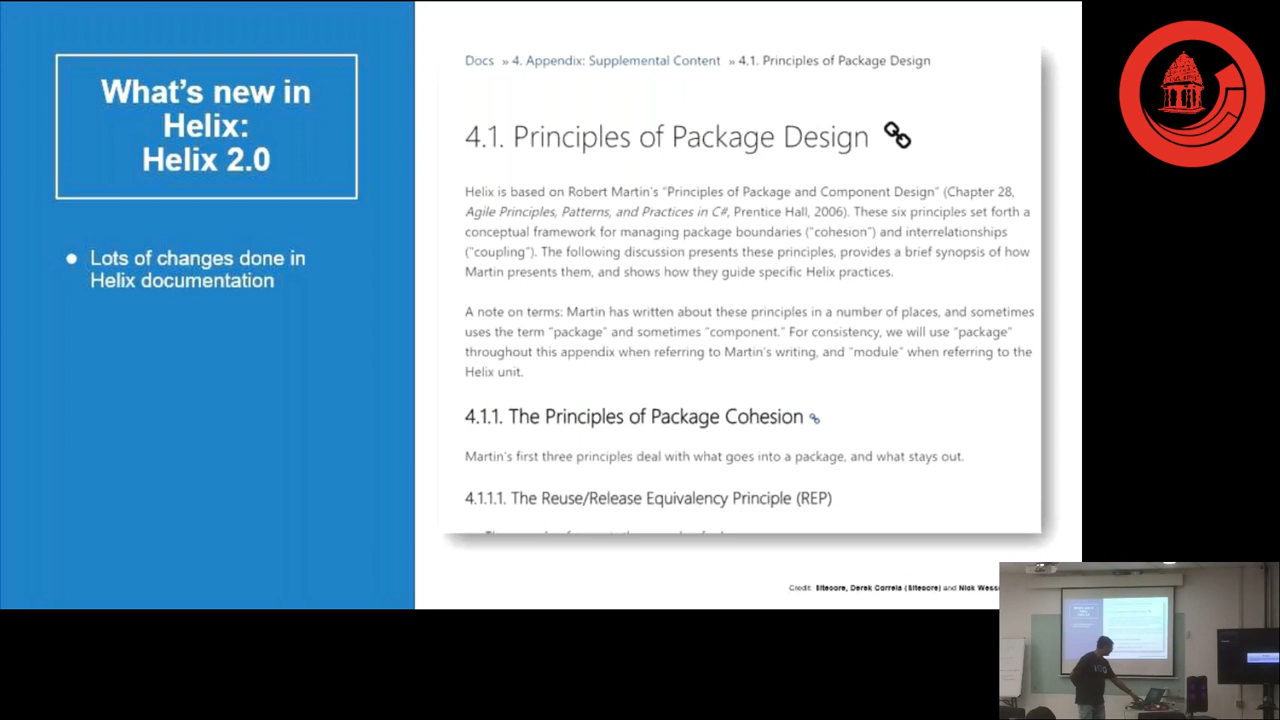 What's new in
Helix:
Helix 2.0
Lots of changes done in
Helix documentation
Docs » 4. Appendix: Supplemental Content » 4.1. Principles of Package Design
4.1. Principles of Package Design
Helix is based on Robert Martin's "Principles of Package and Component Design" (Chapter 28,
Agile Principles, Patterns, and Practices in C#, Prentice Hall, 2006). These six principles set forth a
conceptual framework for managing package boundaries ("cohesion") and interrelationships
("coupling"). The following discussion presents these principles, provides a brief synopsis of how
Martin presents them, and shows how they guide specific Helix practices.
A note on terms: Martin has written about these principles in a number of places, and sometimes
uses the term "package" and sometimes "component." For consistency, we will use "package"
throughout this appendix when referring to Martin's writing, and "module" when referring to the
Helix unit.
4.1.1. The Principles of Package Cohesion
Martin's first three principles deal with what goes into a package, and what stays out.
4.1.1.1. The Reuse/Release Equivalency Principle (REP)
Credit: Sitecore, Derek Correia (Sitecore) and Nick